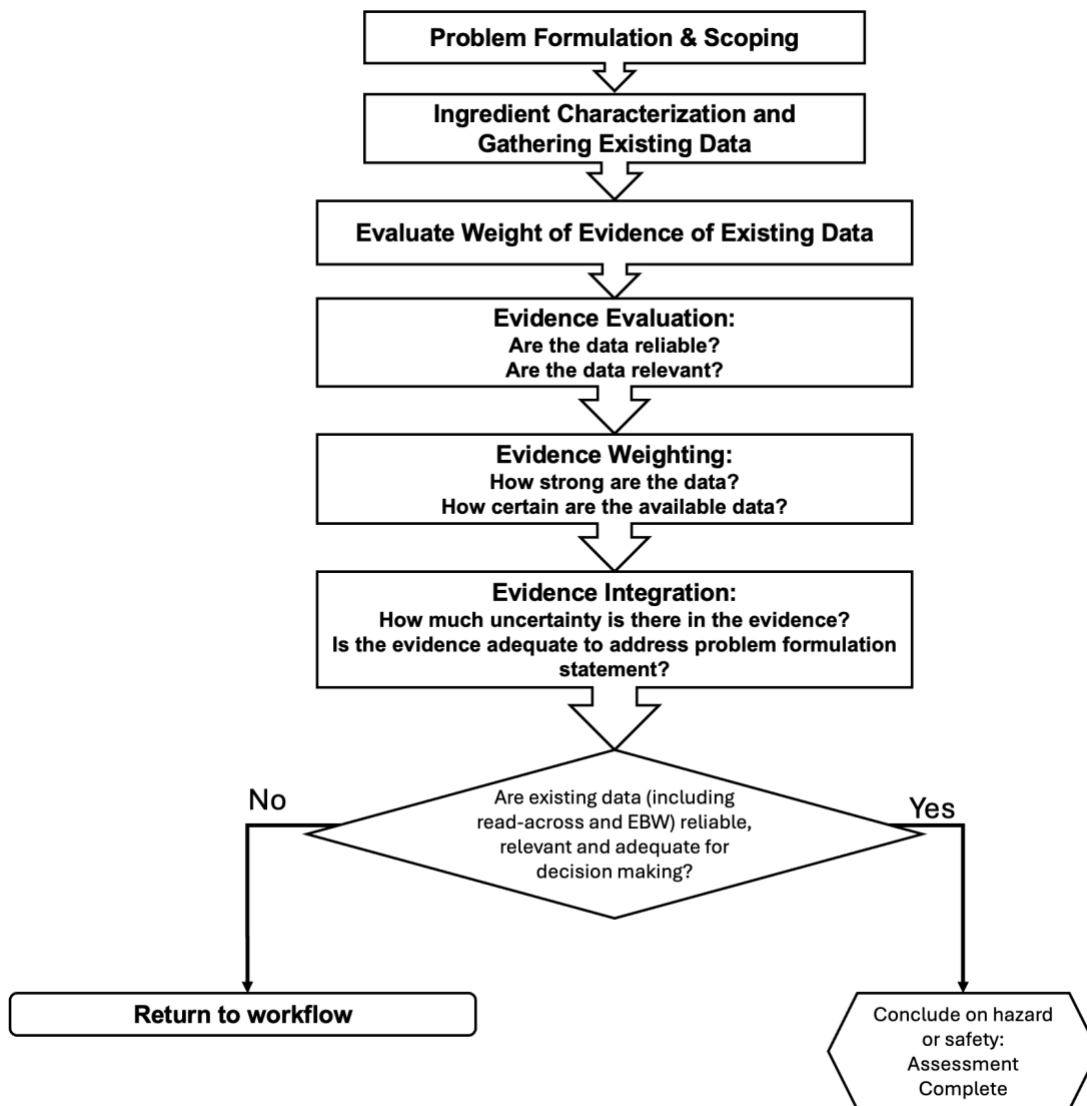 Problem Formulation & Scoping
Ingredient Characterization and
Gathering Existing Data
Evaluate Weight of Evidence of Existing Data
Evidence Evaluation:
Are the data reliable?
Are the data relevant?
Evidence Weighting:
How strong are the data?
How certain are the available data?
Evidence Integration:
How much uncertainty is there in the evidence?
Is the evidence adequate to address problem formulation
statement?
No
Are existing data (including
read-across and EBW) reliable,
relevant and adequate for
decision making?
Yes
Return to workflow
Conclude on hazard
or safety:
Assessment
Complete